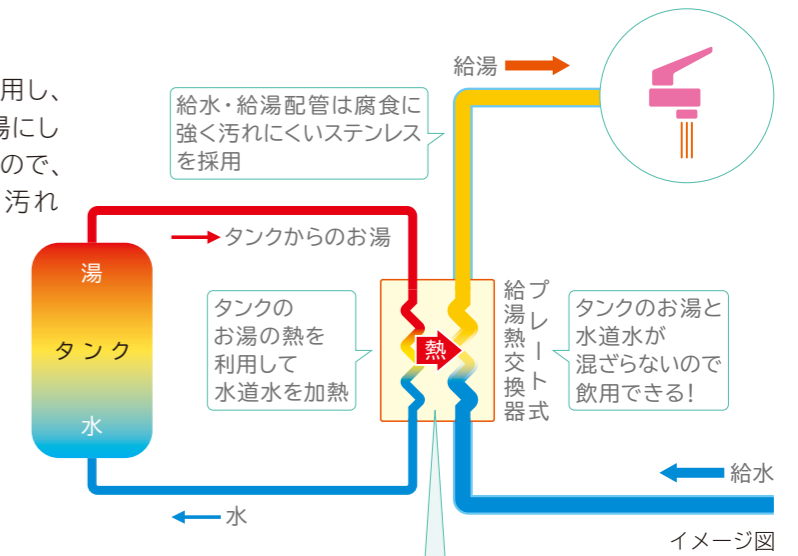 用し、
湯にし
ので、
汚れ
給湯
給水・給湯配管は腐食に
強く汚れにくいステンレス
を採用
タンクからのお湯
湯
タンク
水
タンクの
お湯の熱を
利用して
水道水を加熱
熱
プレート式
給湯熱交換器
タンクのお湯と
水道水が
混ざらないので
飲用できる!
給水
水
イメージ図